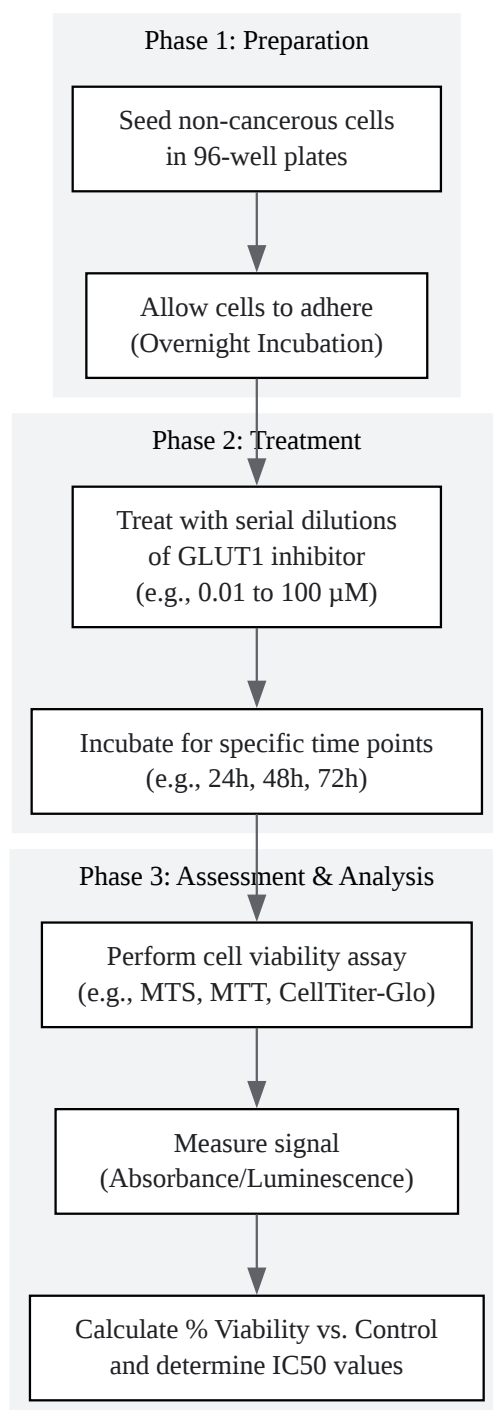 Phase 1: Preparation
Seed non-cancerous cells
in 96-well plates
Allow cells to adhere
(Overnight Incubation)
Phase 2: Treatment
Treat with serial dilutions
of GLUT1 inhibitor
(e.g., 0.01 to 100 µM)
Incubate for specific time points
(e.g., 24h, 48h, 72h)
Phase 3: Assessment & Analysis
Perform cell viability assay
(e.g., MTS, MTT, CellTiter-Glo)
Measure signal
(Absorbance/Luminescence)
Calculate % Viability vs. Control
and determine IC50 values